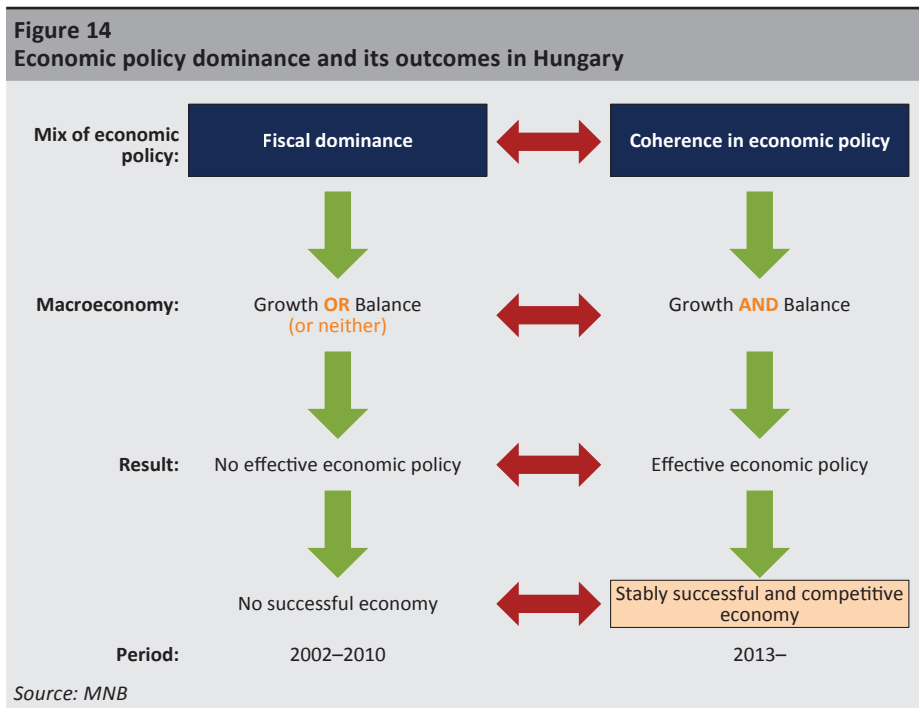 Figure 14
Economic policy dominance and its outcomes in Hungary
Mix of economic
policy:
Fiscal dominance
Coherence in economic policy
Macroeconomy:
Growth OR Balance
(or neither)
Growth AND Balance
Result:
No effective economic policy
Effective economic policy
No successful economy
Stably successful and competitive
economy
Period:
2002–2010
2013–
Source: MNB